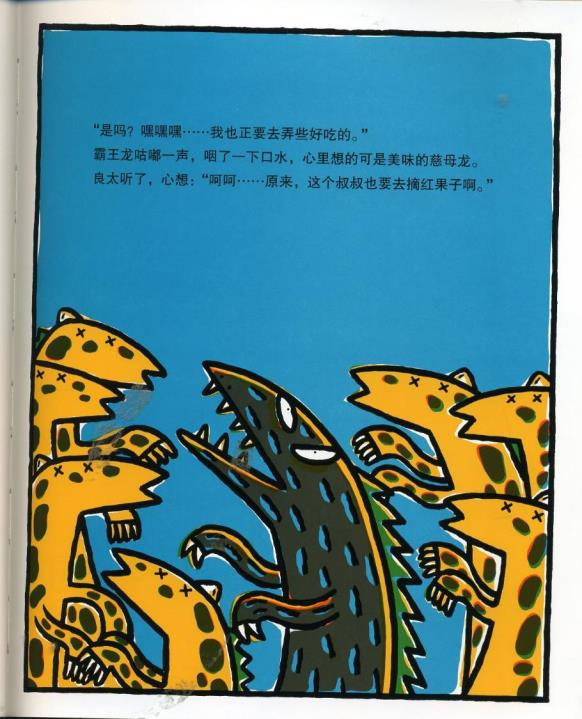 “是吗？嘿嘿嘿……我也正要去弄些好吃的。”
霸王龙咕嘟一声，咽了一下口水，心里想的可是美味的慈母龙。
良太听了，心想：“呵呵……原来，这个叔叔也要去摘红果子啊。”